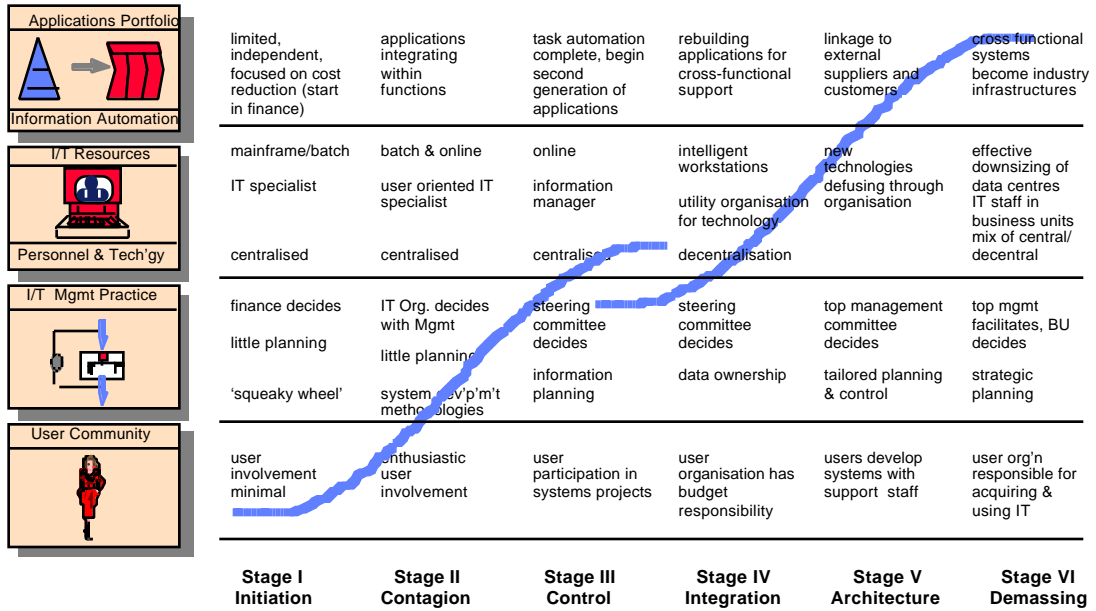 Applications Portfolio
Information Automation
limited,
independent,
focused on cost
reduction (start
in finance)
applications
integrating
within
functions
task automation
complete, begin
second
generation of
applications
rebuilding
applications for
cross-functional
support
linkage to
external
suppliers and
customers
cross functional
systems
become industry
infrastructures
I/T Resources
Personnel & Tech'gy
mainframe/batch
IT specialist
centralised
batch & online
user oriented IT
specialist
centralised
online
information
manager
centralised
intelligent
workstations
utility organisation
for technology
decentralisation
new
technologies
defusing through
organisation
effective
downsizing of
data centres
IT staff in
business units
mix of central/
decentral
I/T Mgmt Practice
finance decides
little planning
‘squeaky wheel’
IT Org. decides
with Mgmt
little planning
system dev’p’m’t
methodologies
steering
committee
decides
information
planning
steering
committee
decides
data ownership
top management
committee
decides
tailored planning
& control
top mgmt
facilitates, BU
decides
strategic
planning
User Community
user
involvement
minimal
enthusiastic
user
involvement
user
participation in
systems projects
user
organisation has
budget
responsibility
users develop
systems with
support staff
user org’n
responsible for
acquiring &
using IT
Stage I
Initiation
Stage II
Contagion
Stage III
Control
Stage IV
Integration
Stage V
Architecture
Stage VI
Demassing